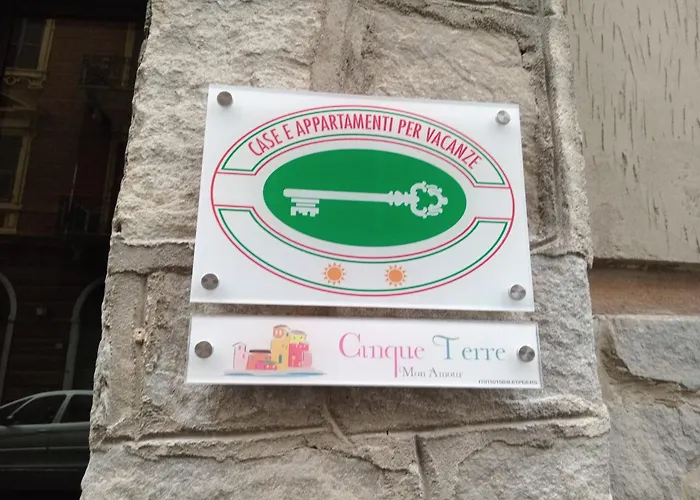 CASE E APPARTAMENTI PER VACANZE
Cinque Terre
Mon Amour